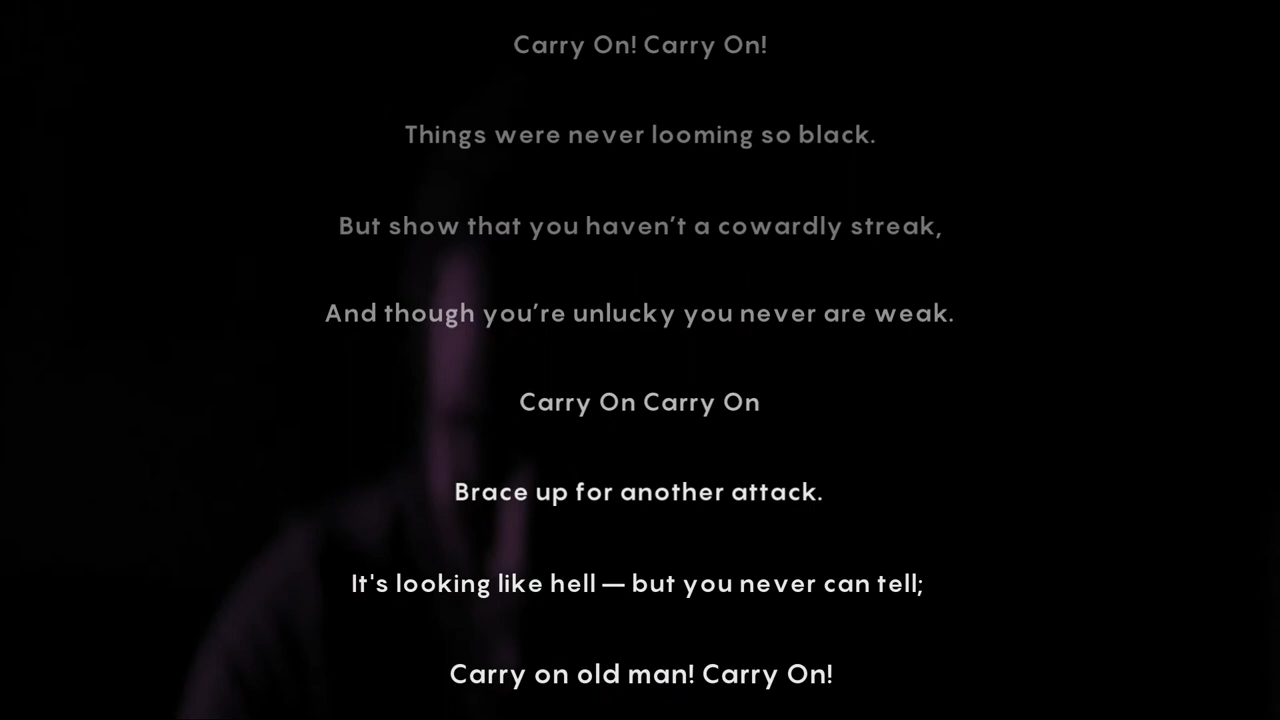 Carry On! Carry On!
Things were never looming so black.
But show that you haven’t a cowardly streak,
And though you’re unlucky you never are weak.
Carry On Carry On
Brace up for another attack.
It's looking like hell — but you never can tell;
Carry on old man! Carry On!